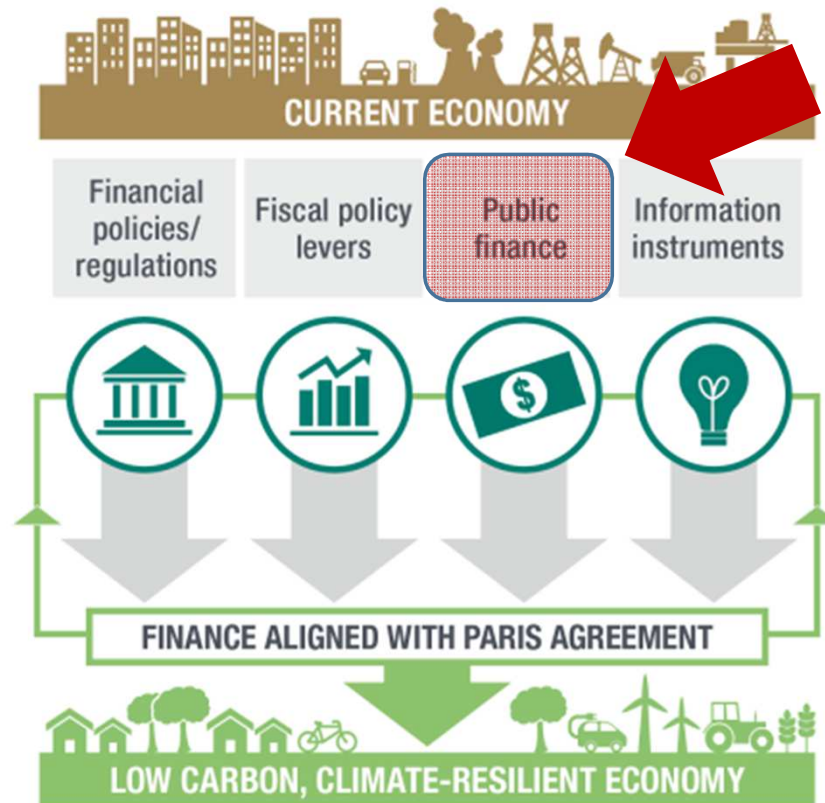 CURRENT ECONOMY
Financial
policies/
regulations
Fiscal policy
levers
Public
finance
Information
instruments
$
FINANCE ALIGNED WITH PARIS AGREEMENT
LOW CARBON, CLIMATE-RESILIENT ECONOMY